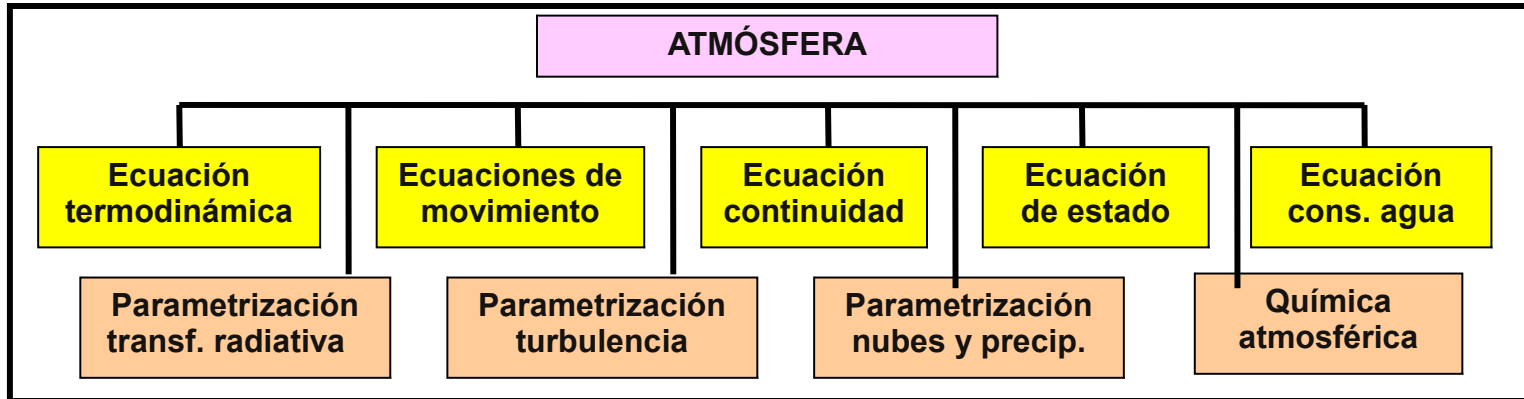 ATMÓSFERA
Ecuación
termodinámica
Ecuaciones de
movimiento
Ecuación
continuidad
Ecuación
de estado
Ecuación
cons. agua
Parametrización
transf. radiativa
Parametrización
turbulencia
Parametrización
nubes y precip.
Química
atmosférica